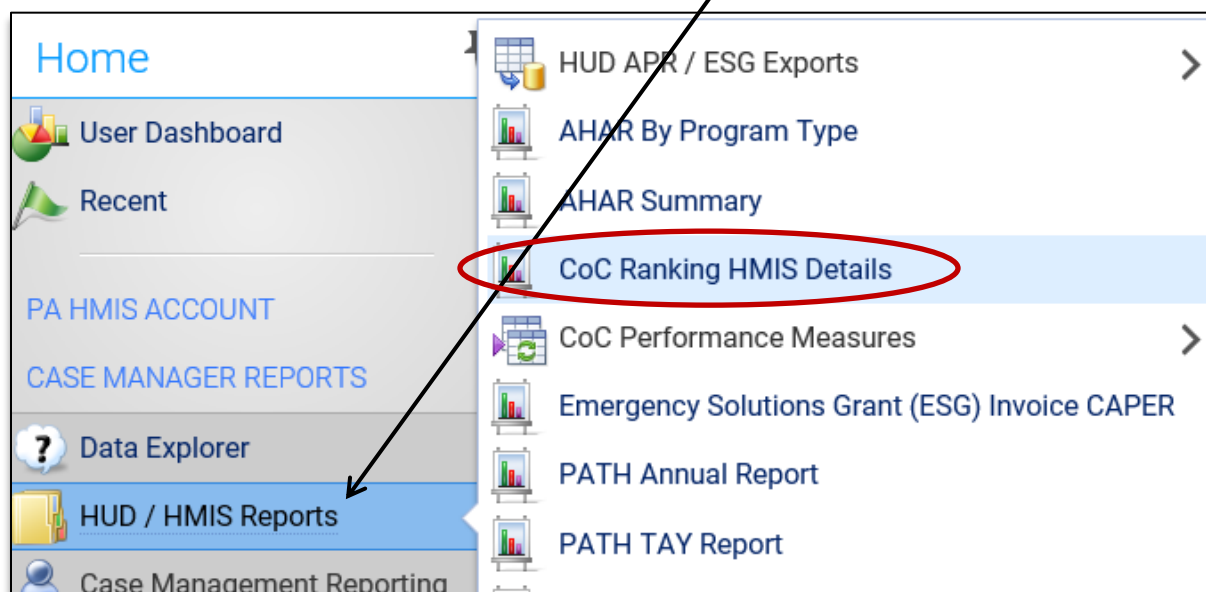 Home
User Dashboard
Recent
PA HMIS ACCOUNT
CASE MANAGER REPORTS
Data Explorer
HUD / HMIS Reports
Case Management Reporting
HUD APR / ESG Exports
AHAR By Program Type
AHAR Summary
CoC Ranking HMIS Details
CoC Performance Measures
Emergency Solutions Grant (ESG) Invoice CAPER
PATH Annual Report
PATH TAY Report